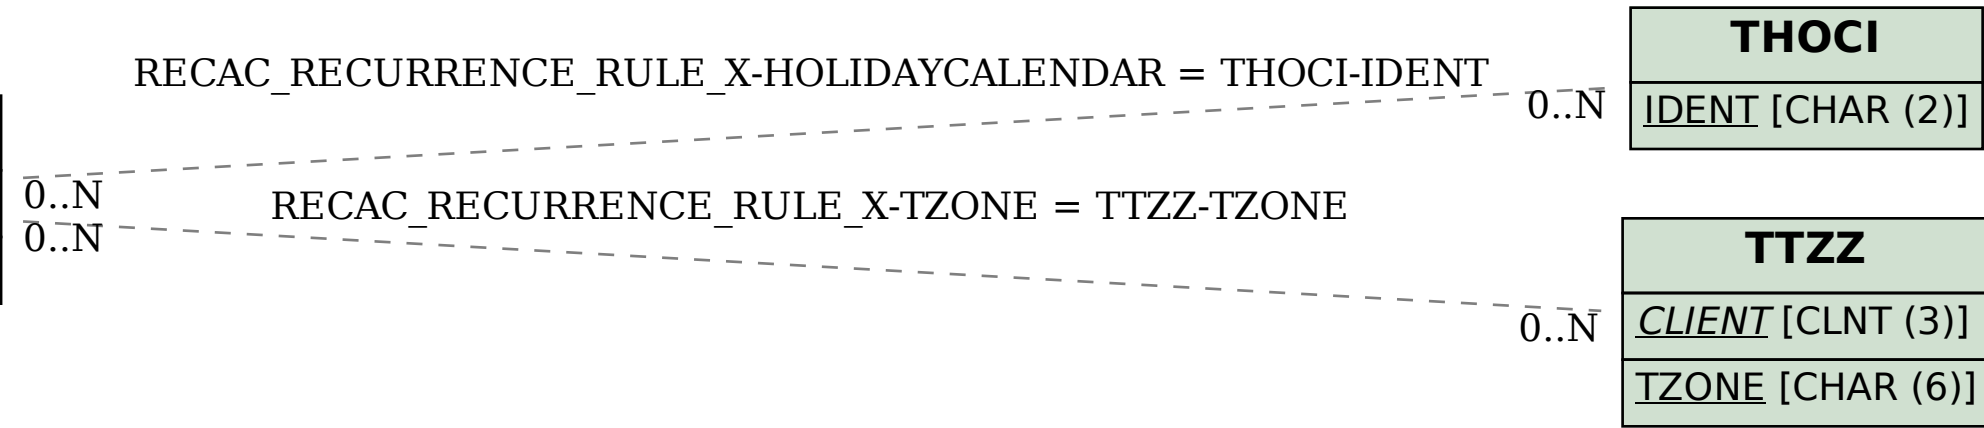 THOCI
RECAC_RECURRENCE_RULE_X-HOLIDAYCALENDAR = THOCI-IDENT
0..N
IDENT [CHAR (2)]
0..N
RECAC_RECURRENCE_RULE_X-TZONE = TTZZ-TZONE
0..N
TTZZ
CLIENT [CLNT (3)]
0..N
TZONE [CHAR (6)]